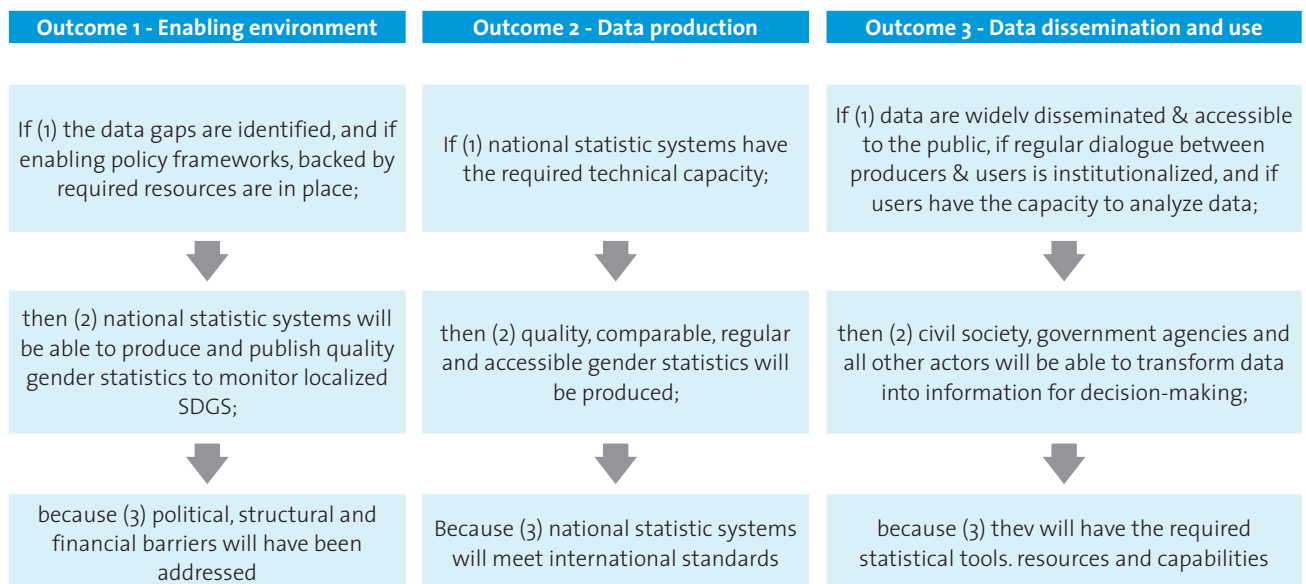 Outcome 1 - Enabling environment
If (1) the data gaps are identified, and if
enabling policy frameworks, backed by
required resources are in place;
then (2) national statistic systems will
be able to produce and publish quality
gender statistics to monitor localized
SDGS;
because (3) political, structural and
financial barriers will have been
addressed
Outcome 2 - Data production
If (1) national statistic systems have
the required technical capacity;
then (2) quality, comparable, regular
and accessible gender statistics will
be produced;
Because (3) national statistic systems
will meet international standards
Outcome 3 - Data dissemination and use
If (1) data are widelv disseminated & accessible
to the public, if regular dialogue between
producers & users is institutionalized, and if
users have the capacity to analyze data;
then (2) civil society, government agencies and
all other actors will be able to transform data
into information for decision-making;
because (3) thev will have the required
statistical tools. resources and capabilities